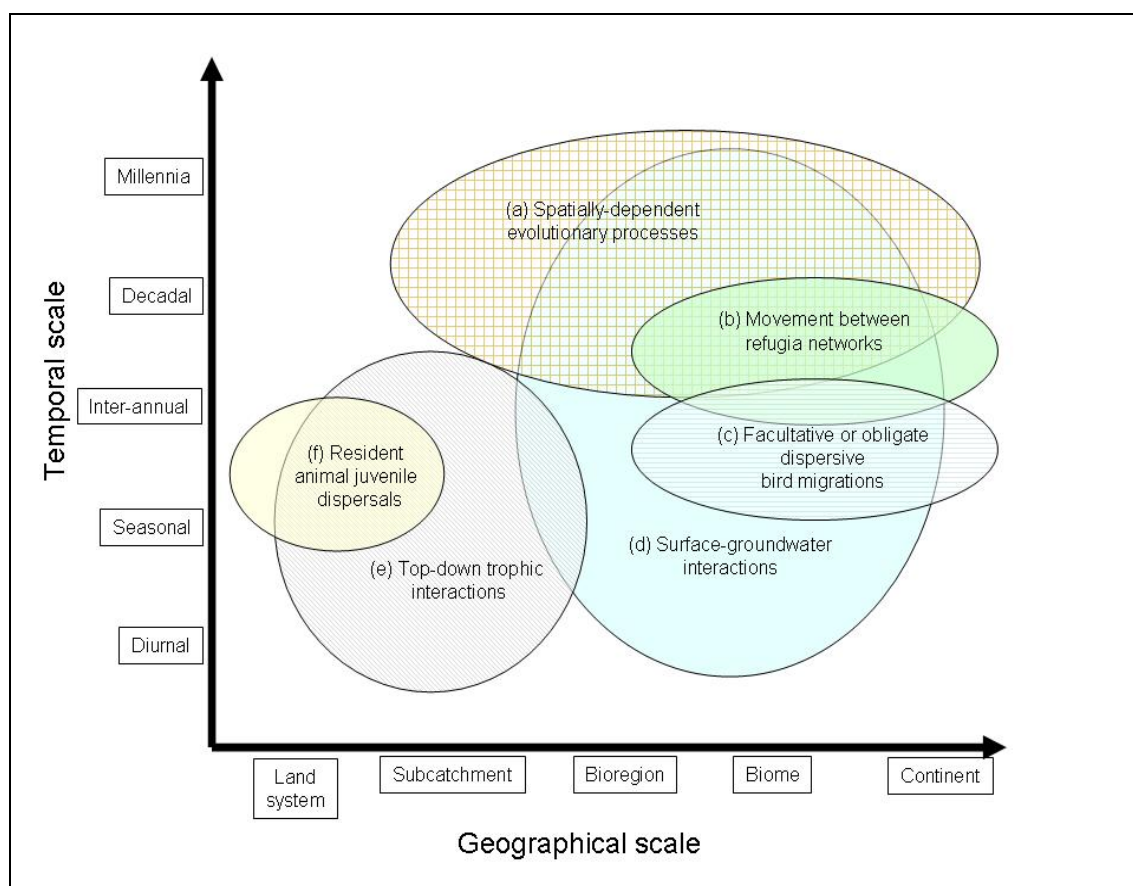 Millennia
(a) Spatially-dependent
evolutionary processes
Decadal
(b) Movement between
refugia networks
Inter-annual
(c) Facultative or obligate
dispersive
bird migrations
(f) Resident
animal juvenile
dispersals
Seasonal
(d) Surface-groundwater
interactions
(e) Top-down trophic
interactions
Diurnal
Temporal scale
Land
system
Subcatchment
Bioregion
Biome
Continent
Geographical scale